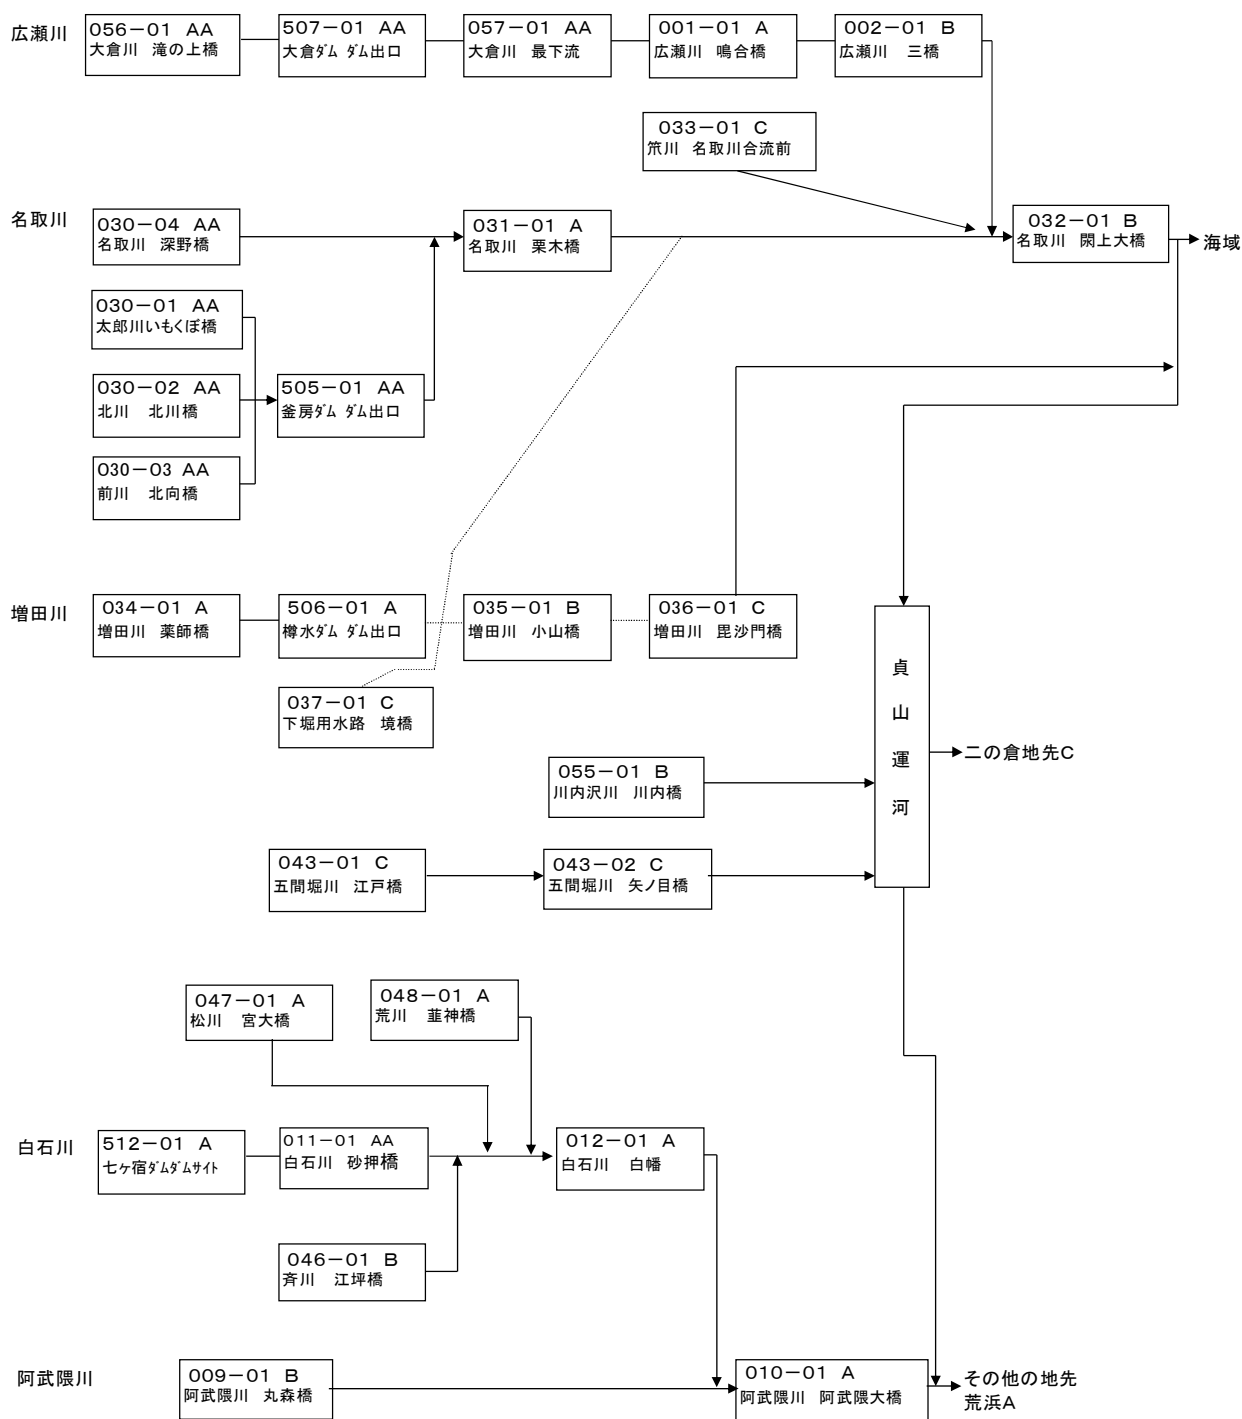 広瀬川
056－01 AA
大倉川 滝の上橋
507－01 AA
大倉ﾀﾞﾑ ﾀﾞﾑ出口
057－01 AA
大倉川 最下流
001－01 A
広瀬川 鳴合橋
002－01 B
広瀬川 三橋
033－01 C
笊川 名取川合流前
名取川
030－04 AA
名取川 深野橋
031－01 A
名取川 栗木橋
032－01 B
名取川 閖上大橋
海域
030－01 AA
太郎川いもくぼ橋
030－02 AA
北川 北川橋
505－01 AA
釜房ﾀﾞﾑ ﾀﾞﾑ出口
030－03 AA
前川 北向橋
増田川
034－01 A
増田川 薬師橋
506－01 A
樽水ﾀﾞﾑ ﾀﾞﾑ出口
035－01 B
増田川 小山橋
036－01 C
増田川 毘沙門橋
037－01 C
下堀用水路 境橋
貞
山
運
河
二の倉地先C
055－01 B
川内沢川 川内橋
043－01 C
五間堀川 江戸橋
043－02 C
五間堀川 矢ノ目橋
047－01 A
松川 宮大橋
048－01 A
荒川 韮神橋
白石川
512－01 A
七ヶ宿ﾀﾞﾑﾀﾞﾑｻｲﾄ
011－01 AA
白石川 砂押橋
012－01 A
白石川 白幡
046－01 B
斉川 江坪橋
阿武隈川
009－01 B
阿武隈川 丸森橋
010－01 A
阿武隈川 阿武隈大橋
その他の地先
荒浜A